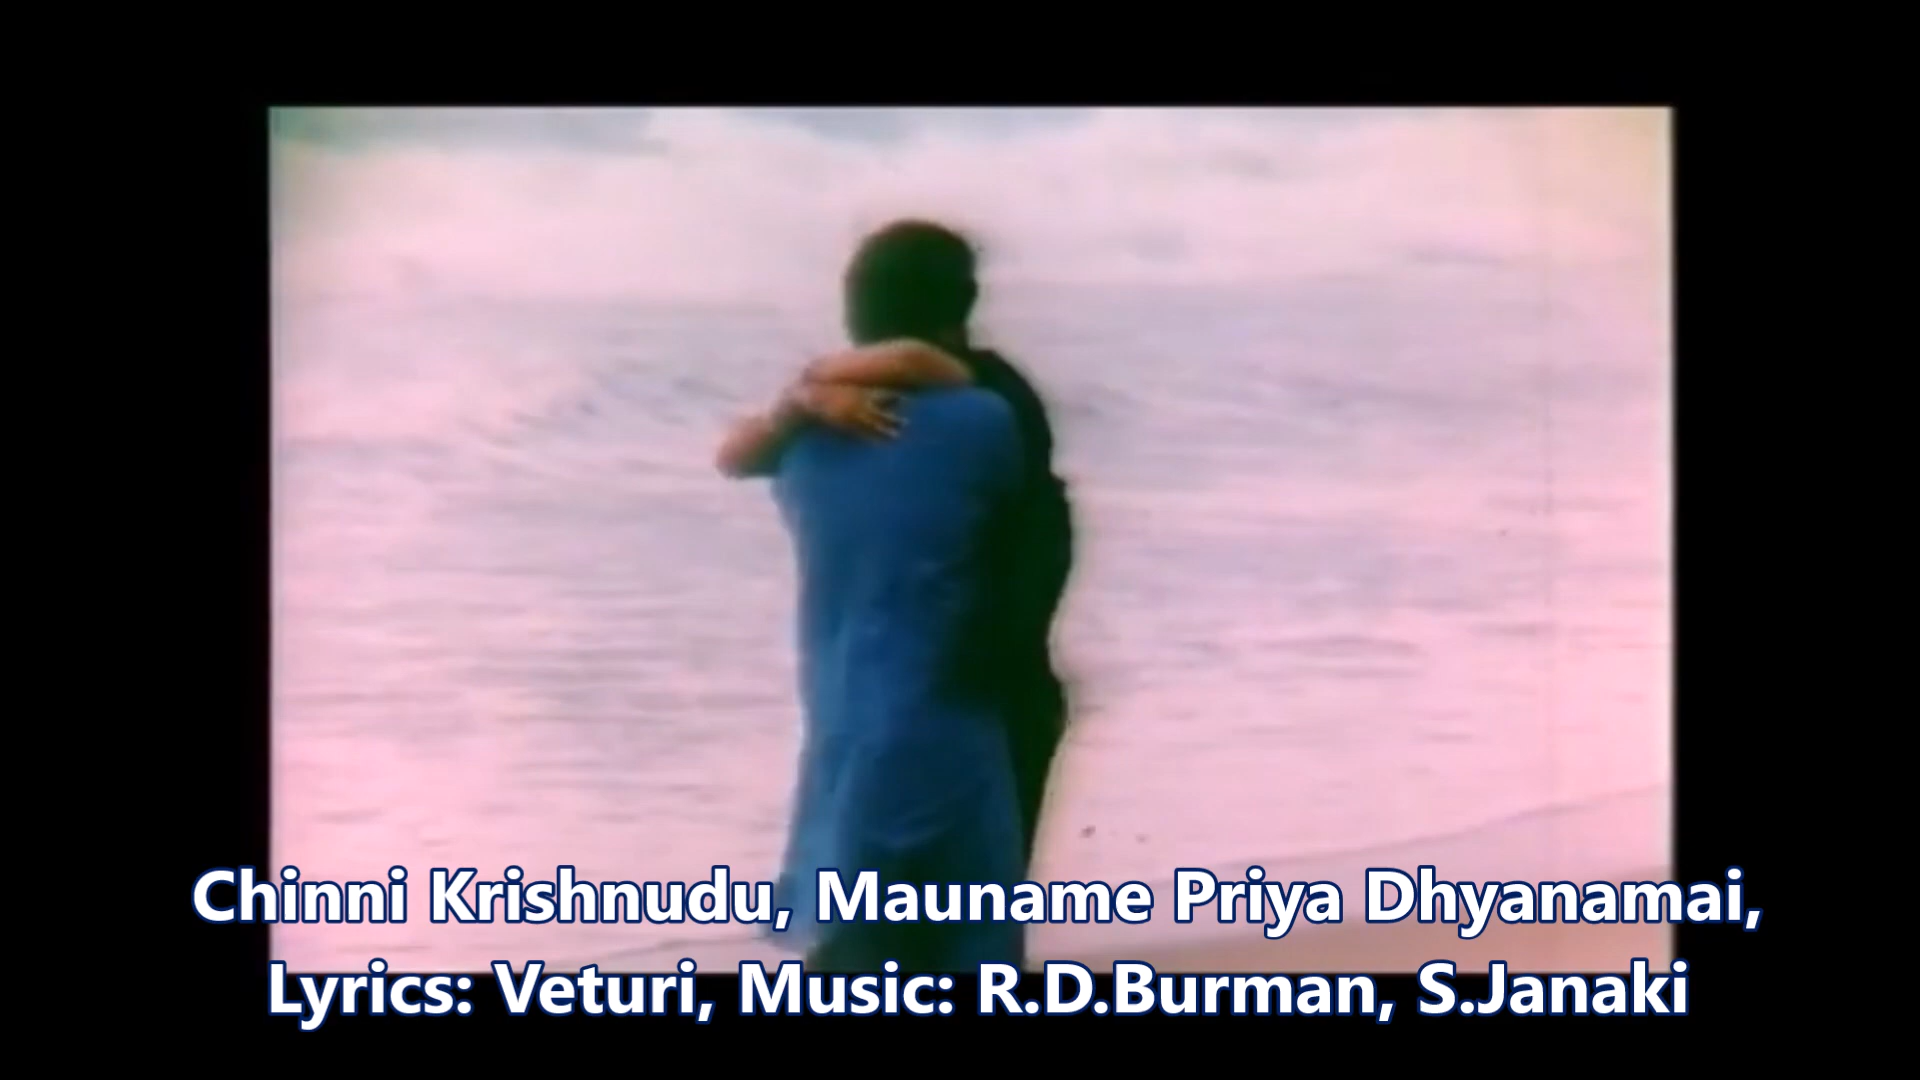 Chinni Krishnudu, Mauname Priya Dhyanamai,
Lyrics: Veturi, Music: R.D.Burman, S.Janaki